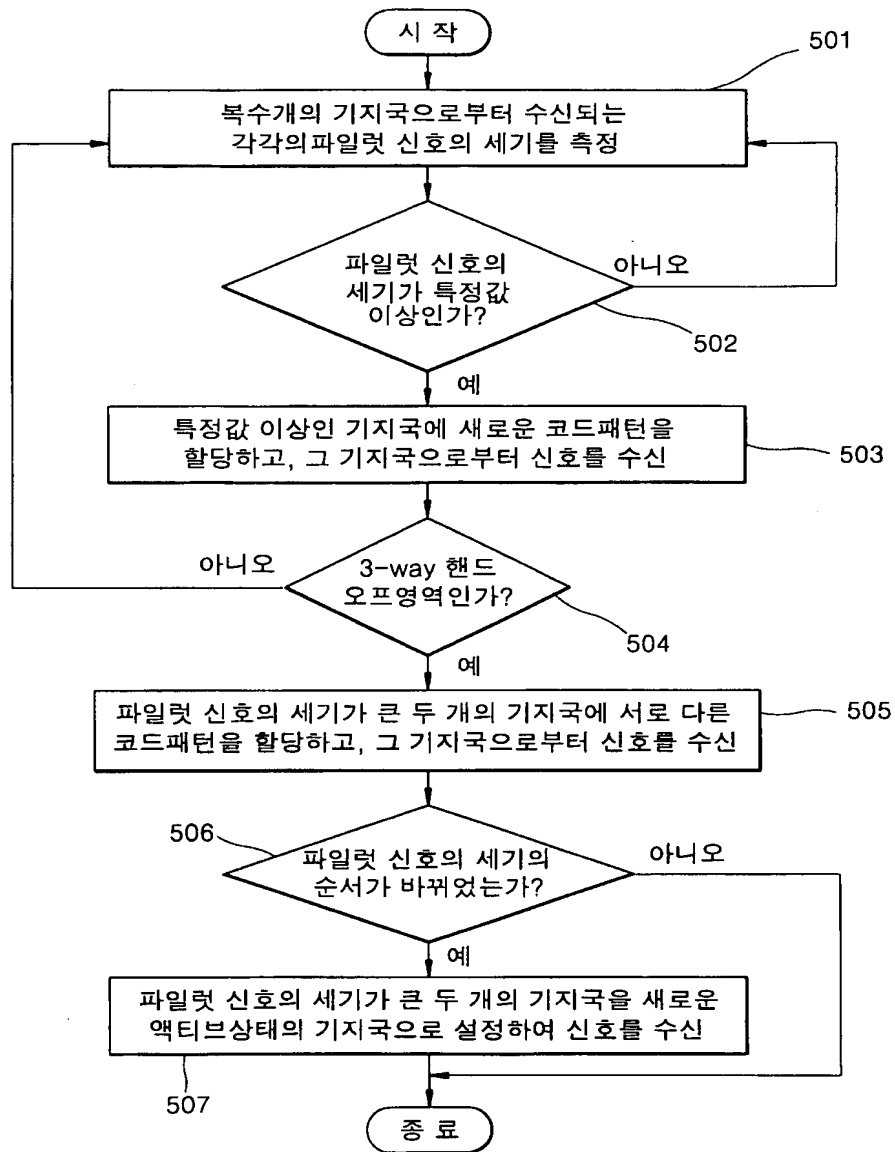 시 작
501
복수개의 기지국으로부터 수신되는
각각의파일럿 신호의 세기를 측정
파일럿 신호의
세기가 특정값
이상인가?
아니오
502
예
특정값 이상인 기지국에 새로운 코드패턴을
할당하고, 그 기지국으로부터 신호를 수신
503
아니오
3-way 핸드
오프영역인가?
504
예
파일럿 신호의 세기가 큰 두 개의 기지국에 서로 다른
코드패턴을 할당하고, 그 기지국으로부터 신호를 수신
505
506
파일럿 신호의 세기의
순서가 바뀌었는가?
아니오
예
파일럿 신호의 세기가 큰 두 개의 기지국을 새로운
액티브상태의 기지국으로 설정하여 신호를 수신
507
종 료